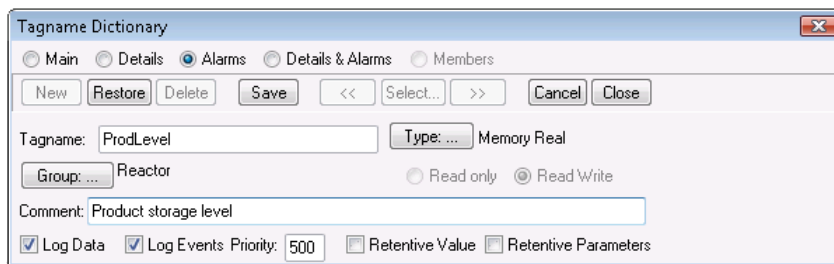 Tagname Dictionary
Main Details Alarms Details & Alarms Members
New Restore Delete Save << Select... >> Cancel Close
Tagname: ProdLevel Type: ... Memory Real
Group: ... Reactor Read only Read Write
Comment: Product storage level
Log Data Log Events Priority: 500 Retentive Value Retentive Parameters